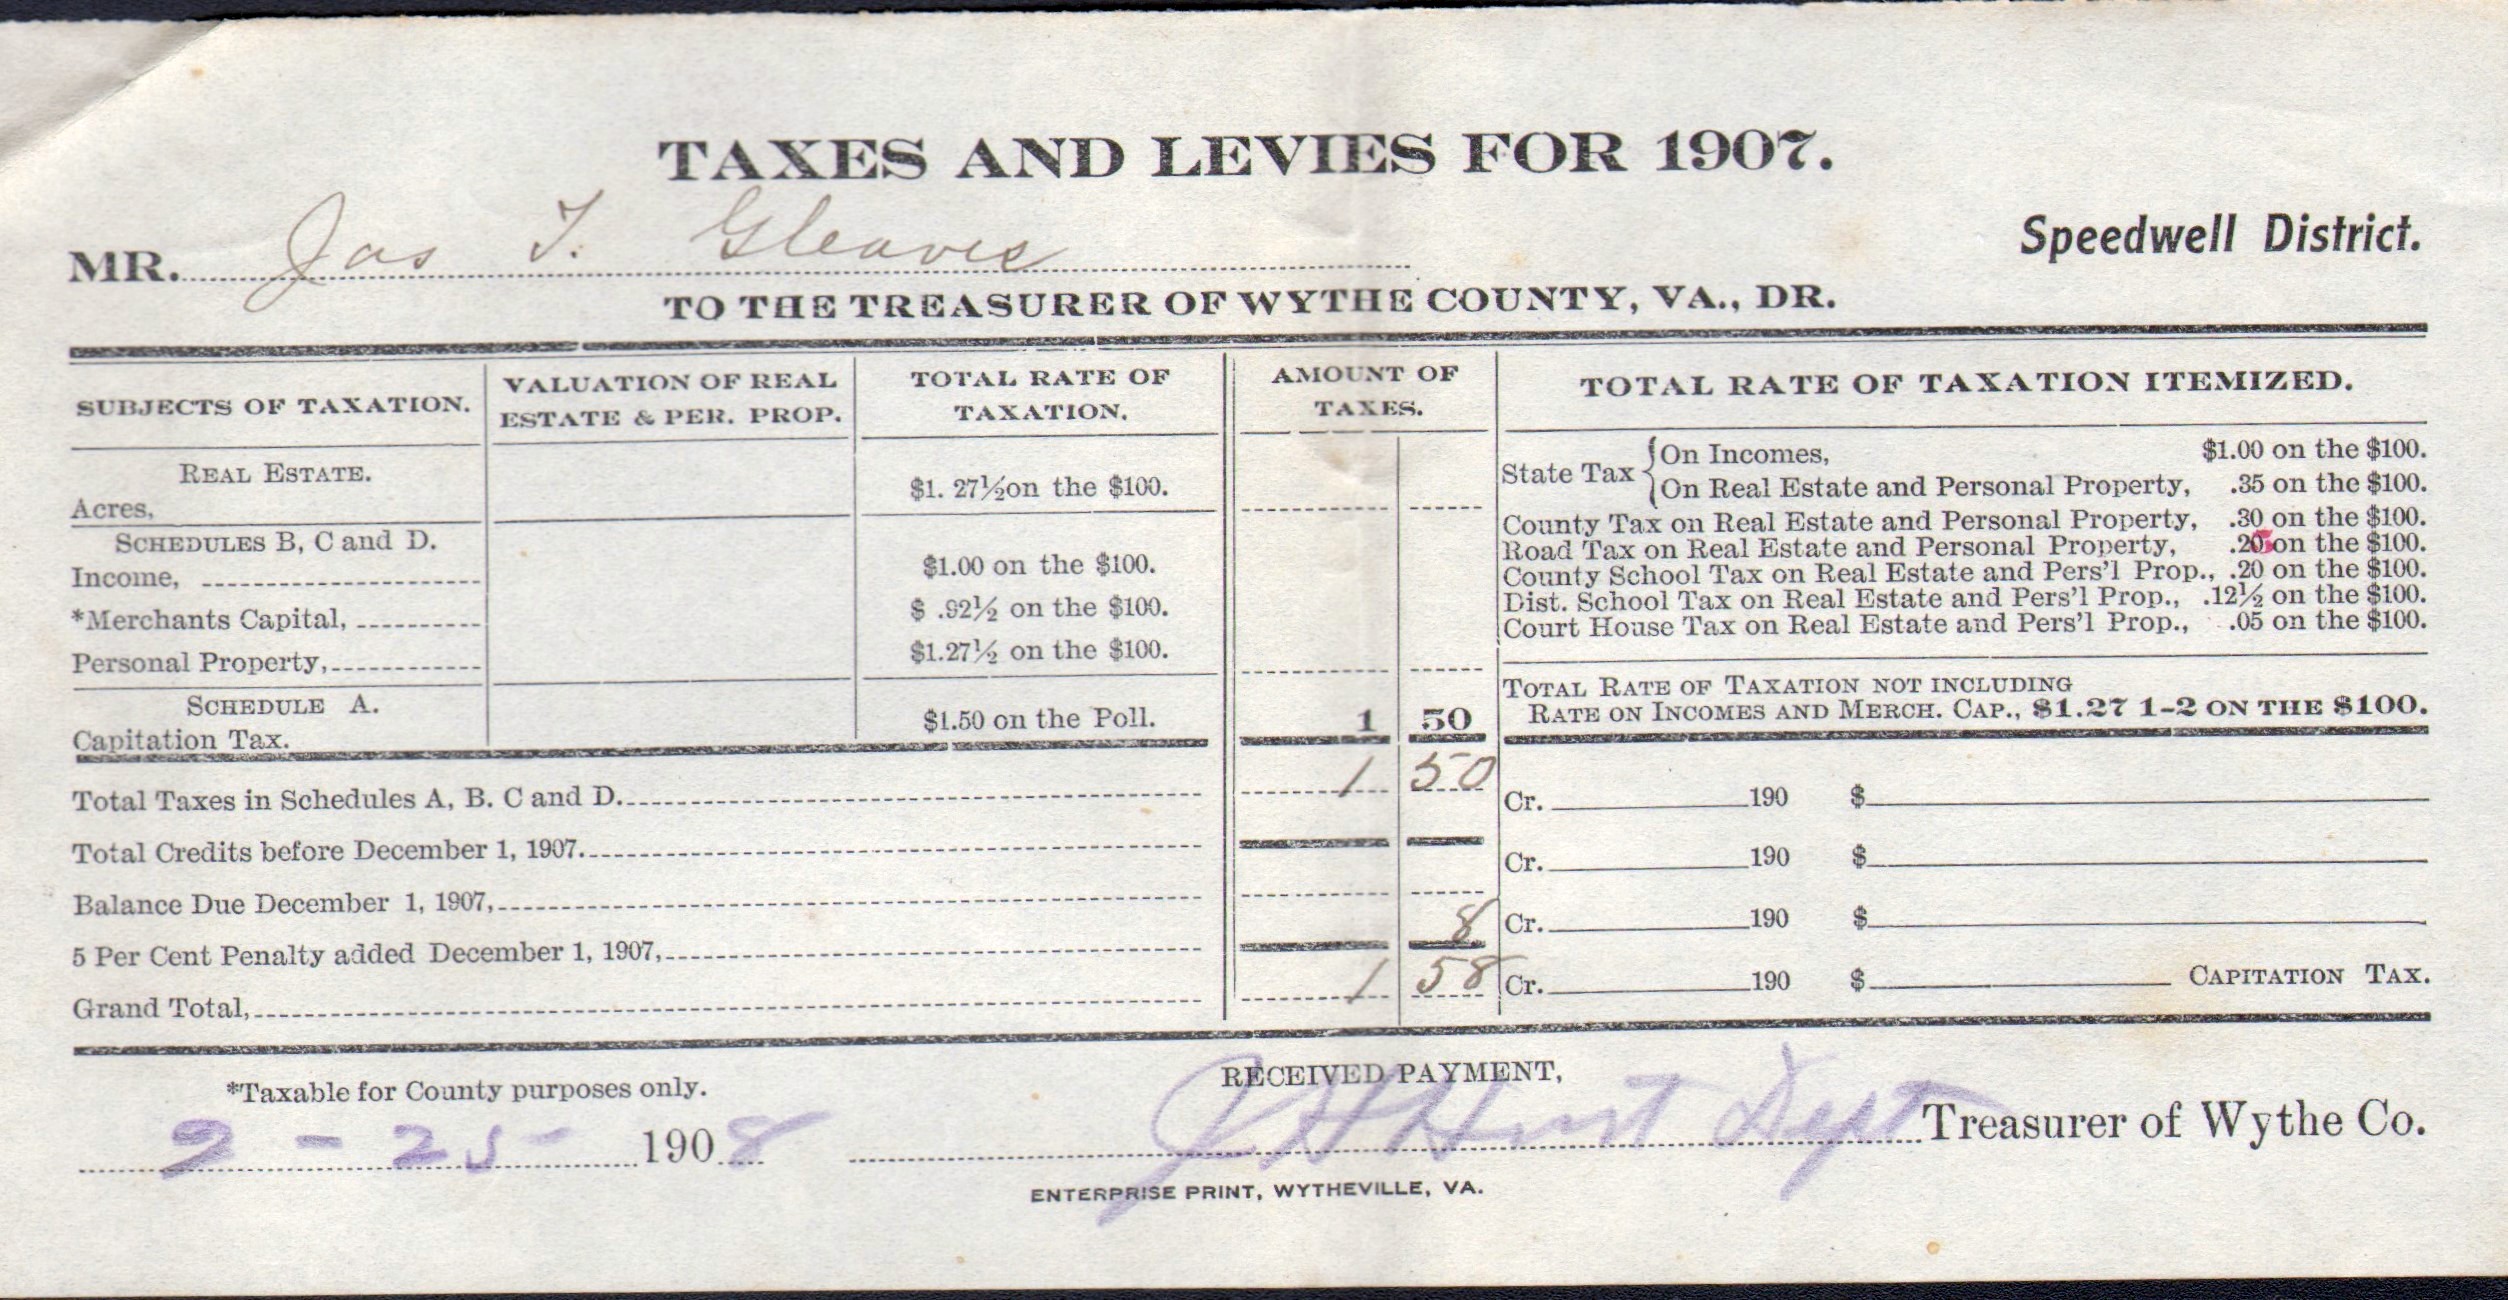 TAXES AND LEVIES FOR 1907.
MR. Jas T. Gleaves
Speedwell District.
TO THE TREASURER OF WYTHE COUNTY, VA., DR.
SUBJECTS OF TAXATION.
VALUATION OF REAL
ESTATE & PER. PROP.
TOTAL RATE OF
TAXATION.
AMOUNT OF
TAXES.
TOTAL RATE OF TAXATION ITEMIZED.
REAL ESTATE.
Acres,
$1. 27½on the $100.
SCHEDULES B, C and D.
Income, $1.00 on the $100.
*Merchants Capital, $ .92½ on the $100.
Personal Property, $1.27½ on the $100.
SCHEDULE A.
Capitation Tax. $1.50 on the Poll. 1 50
State Tax { On Incomes, $1.00 on the $100.
On Real Estate and Personal Property, .35 on the $100.
County Tax on Real Estate and Personal Property, .30 on the $100.
Road Tax on Real Estate and Personal Property, .25 on the $100.
County School Tax on Real Estate and Pers'l Prop., .20 on the $100.
Dist. School Tax on Real Estate and Pers'l Prop., .12½ on the $100.
Court House Tax on Real Estate and Pers'l Prop., .05 on the $100.
TOTAL RATE OF TAXATION NOT INCLUDING
RATE ON INCOMES AND MERCH. CAP., $1.27 1-2 ON THE $100.
Total Taxes in Schedules A, B. C and D. 1 50
Total Credits before December 1, 1907.
Balance Due December 1, 1907,
5 Per Cent Penalty added December 1, 1907, 8
Grand Total, 1 58
Cr. 190 $
Cr. 190 $
Cr. 190 $
Cr. 190 $ CAPITATION TAX.
*Taxable for County purposes only.
RECEIVED PAYMENT,
9 - 25 - 1908
J H Hurt Dept Treasurer of Wythe Co.
ENTERPRISE PRINT, WYTHEVILLE, VA.